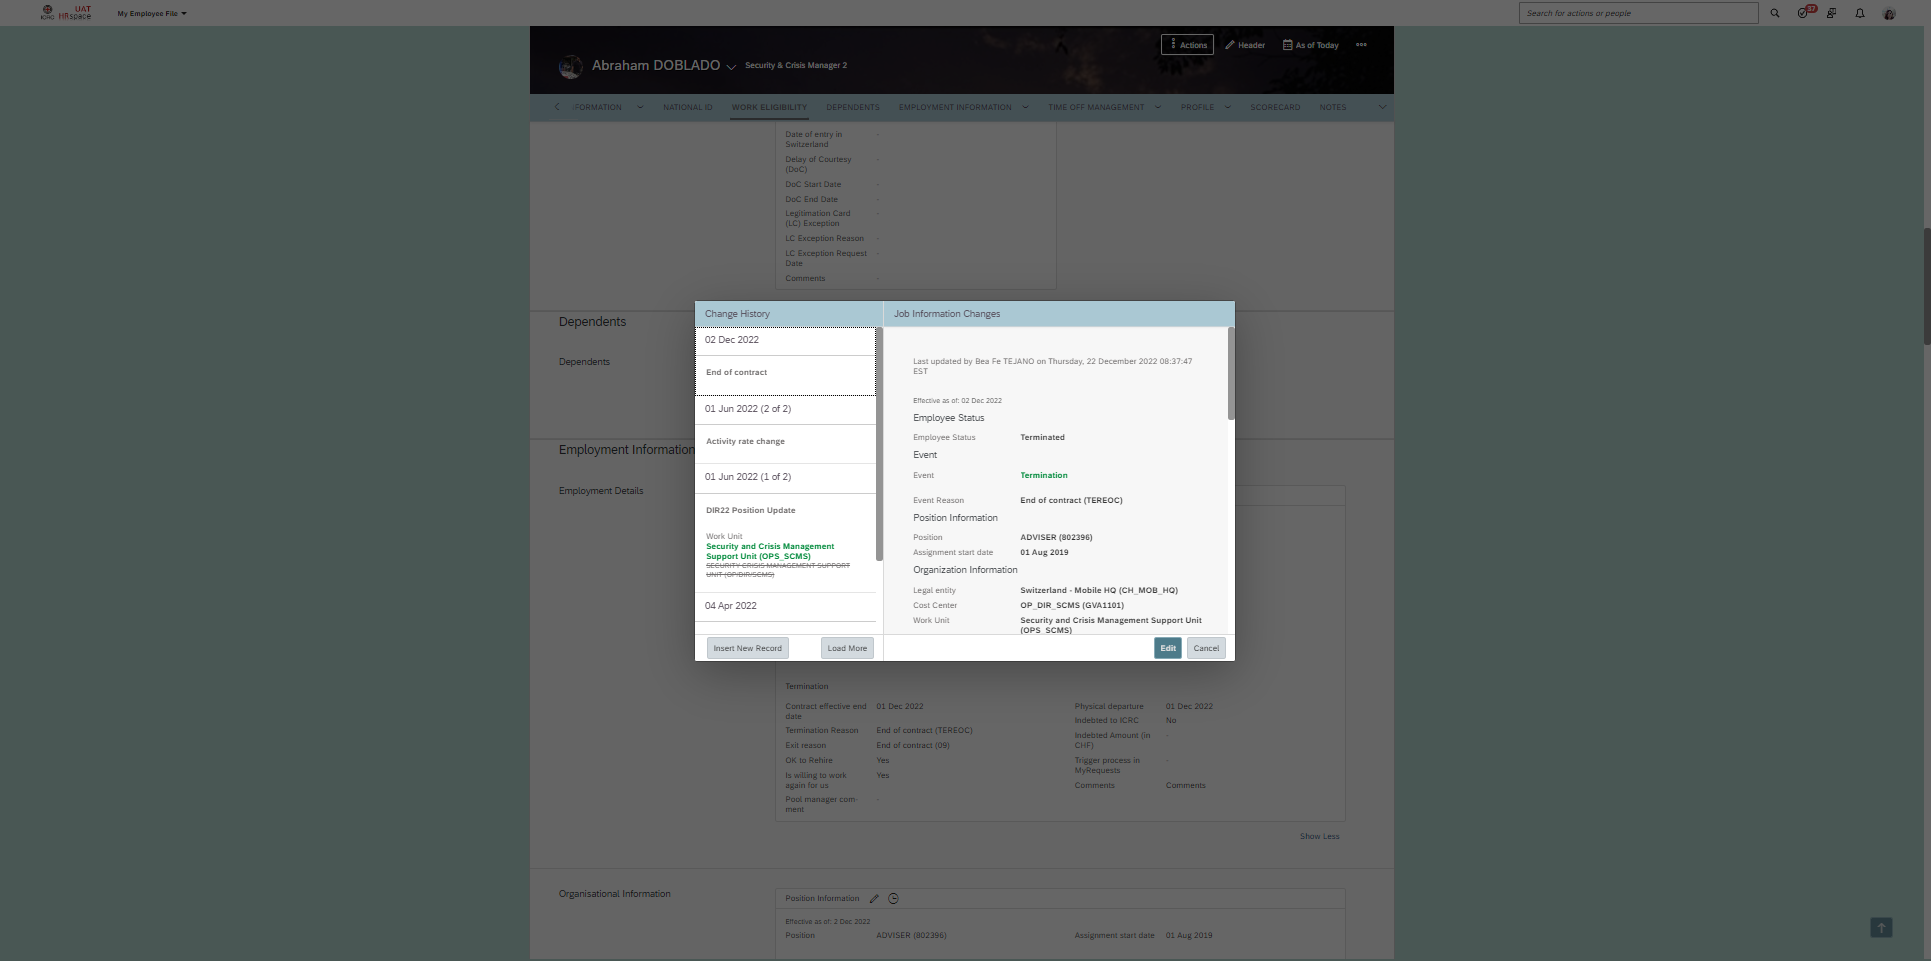 ICRC
UAT
HRspace
My Employee File
Search for actions or people
37
Actions
Header
As of Today
Abraham DOBLADO
Security & Crisis Manager 2
FORMATION
NATIONAL ID
WORK ELIGIBILITY
DEPENDENTS
EMPLOYMENT INFORMATION
TIME OFF MANAGEMENT
PROFILE
SCORECARD
NOTES
Date of entry in
Switzerland
-
Delay of Courtesy
(DoC)
-
DoC Start Date -
DoC End Date -
Legitimation Card
(LC) Exception
-
LC Exception Reason -
LC Exception Request
Date
-
Comments -
Dependents
Dependents
Employment Information
Employment Details
Change History
02 Dec 2022
End of contract
01 Jun 2022 (2 of 2)
Activity rate change
01 Jun 2022 (1 of 2)
DIR22 Position Update
Work Unit
Security and Crisis Management
Support Unit (OPS_SCMS)
SECURITY CRISIS MANAGEMENT SUPPORT
UNIT (OP/DIR/SCMS)
04 Apr 2022
Insert New Record
Load More
Job Information Changes
Last updated by Bea Fe TEJANO on Thursday, 22 December 2022 08:37:47
EST
Effective as of: 02 Dec 2022
Employee Status
Employee Status Terminated
Event
Event Termination
Event Reason End of contract (TEREOC)
Position Information
Position ADVISER (802396)
Assignment start date 01 Aug 2019
Organization Information
Legal entity Switzerland - Mobile HQ (CH_MOB_HQ)
Cost Center OP_DIR_SCMS (GVA1101)
Work Unit Security and Crisis Management Support Unit
(OPS_SCMS)
Edit
Cancel
Termination
Contract effective end
date
01 Dec 2022
Termination Reason End of contract (TEREOC)
Exit reason End of contract (09)
OK to Rehire Yes
Is willing to work
again for us
Yes
Pool manager com-
ment
-
Physical departure 01 Dec 2022
Indebted to ICRC No
Indebted Amount (in
CHF)
-
Trigger process in
MyRequests
-
Comments Comments
Show Less
Organisational Information
Position Information
Effective as of: 2 Dec 2022
Position ADVISER (802396)
Assignment start date 01 Aug 2019